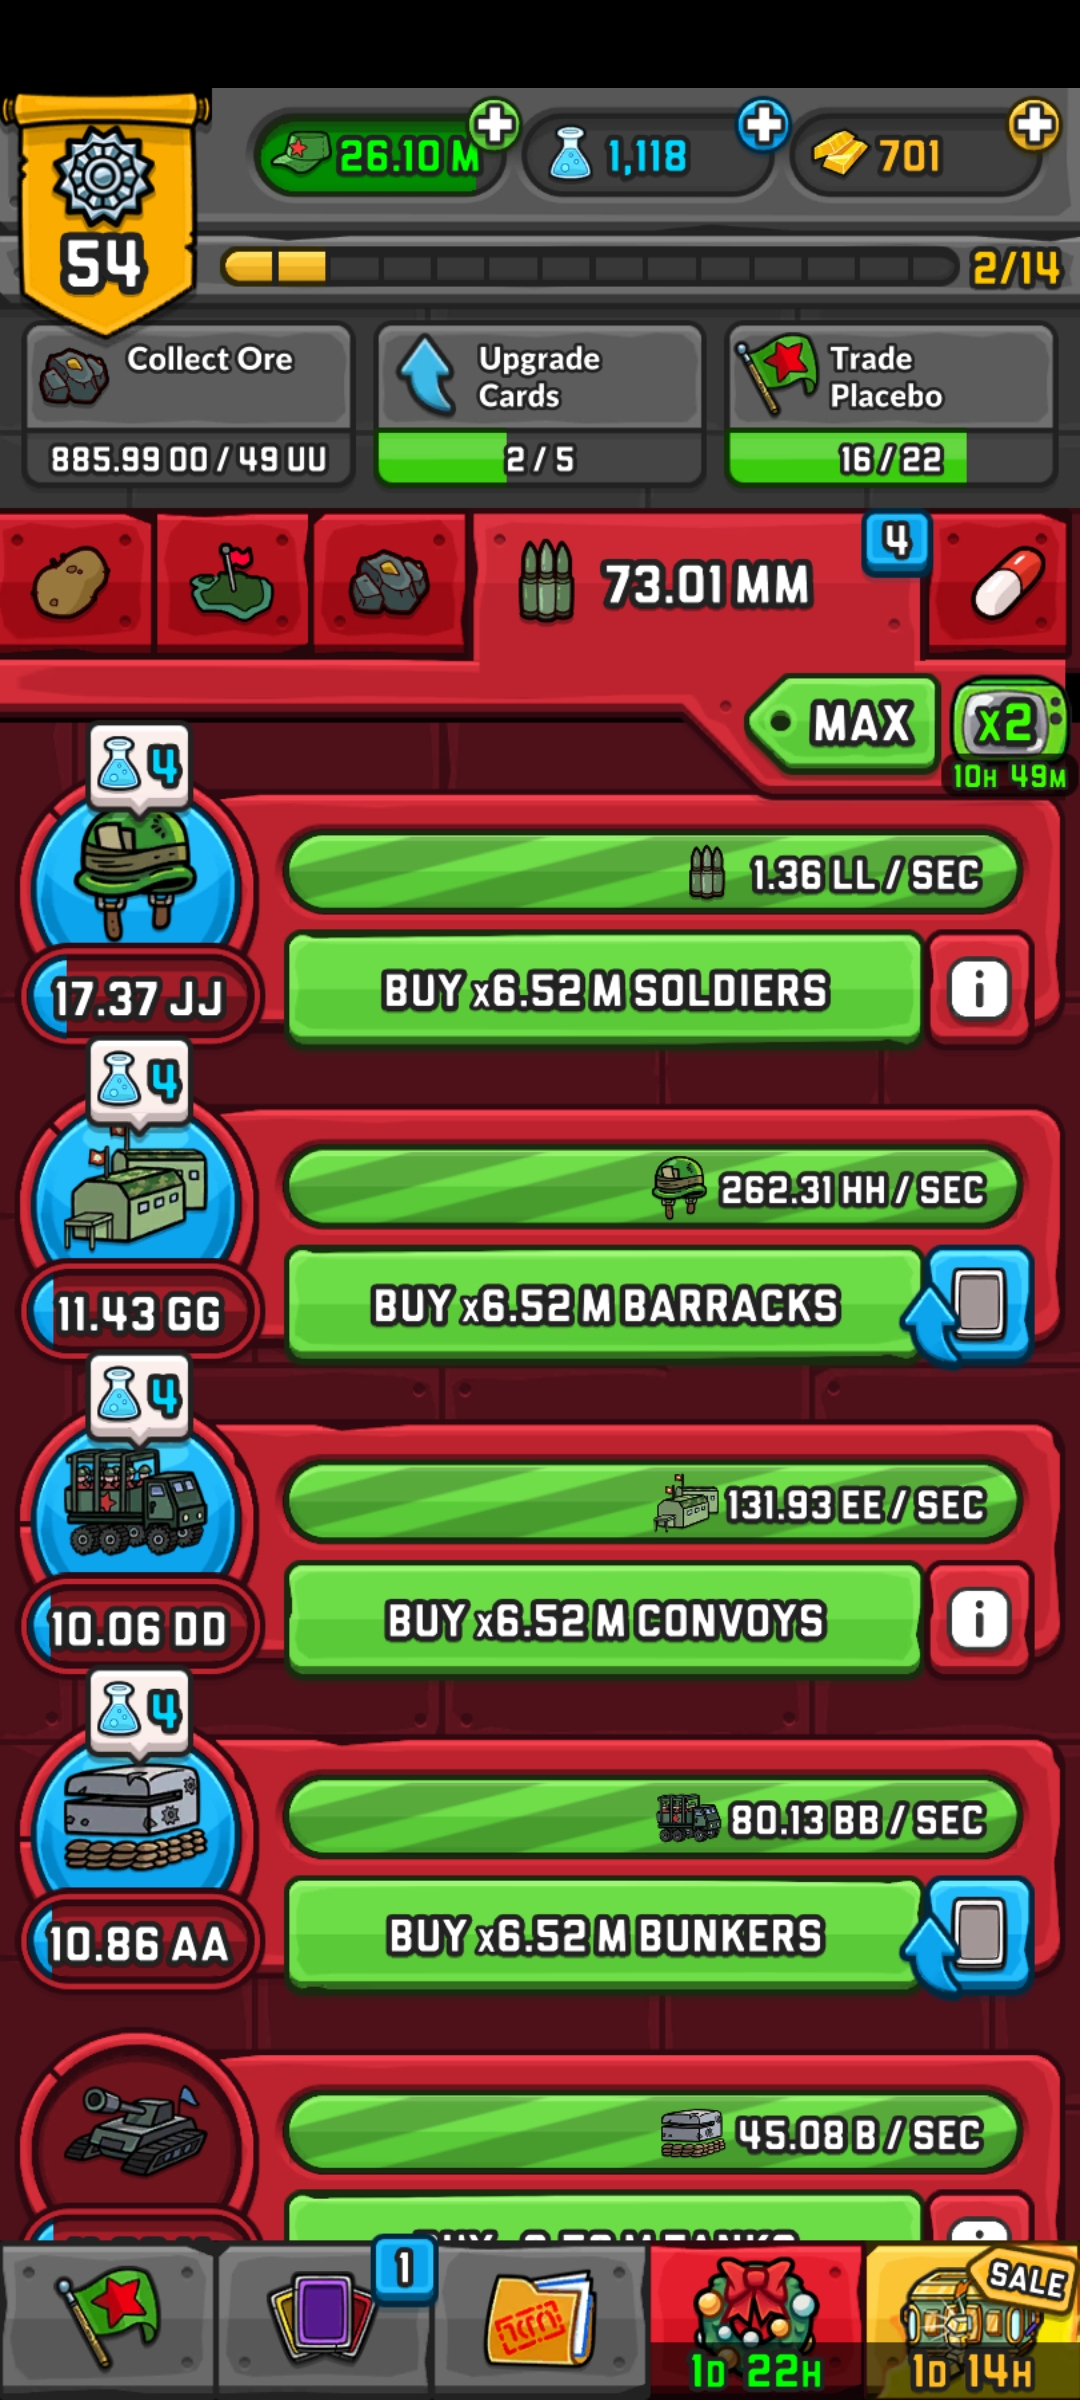 26.10 M
1,118
701
54
2/14
Collect Ore
885.99 OO / 49 UU
Upgrade
Cards
2 / 5
Trade
Placebo
16 / 22
73.01 MM
4
MAX
x2
10H 49M
4
1.36 LL / SEC
17.37 JJ
BUY x6.52 M SOLDIERS
i
4
262.31 HH / SEC
11.43 GG
BUY x6.52 M BARRACKS
4
131.93 EE / SEC
10.06 DD
BUY x6.52 M CONVOYS
i
4
80.13 BB / SEC
10.86 AA
BUY x6.52 M BUNKERS
45.08 B / SEC
1
SALE
1D 22H
1D 14H